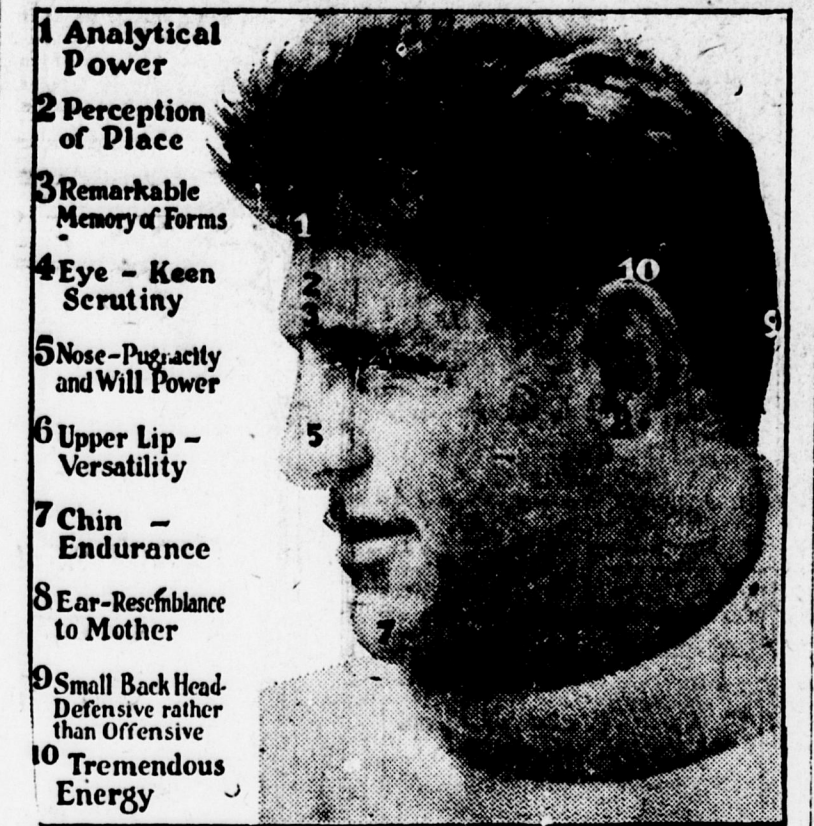 1 Analytical
Power
2 Perception
of Place
3 Remarkable
Memory of Forms
4 Eye - Keen
Scrutiny
5 Nose-Pugnacity
and Will Power
6 Upper Lip -
Versatility
7 Chin -
Endurance
8 Ear-Resemblance
to Mother
9 Small Back Head-
Defensive rather
than Offensive
10 Tremendous
Energy
1
10
2
3
9
5
7